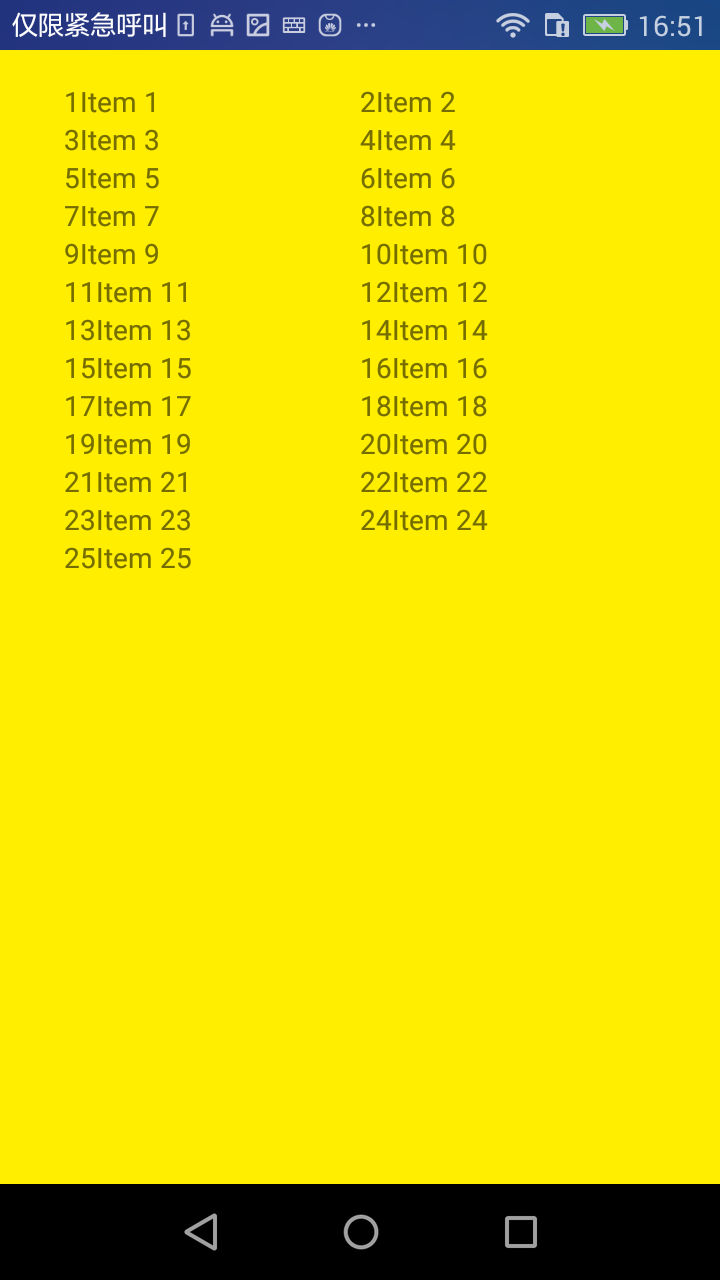 仅限紧急呼叫 16:51
1Item 1 2Item 2
3Item 3 4Item 4
5Item 5 6Item 6
7Item 7 8Item 8
9Item 9 10Item 10
11Item 11 12Item 12
13Item 13 14Item 14
15Item 15 16Item 16
17Item 17 18Item 18
19Item 19 20Item 20
21Item 21 22Item 22
23Item 23 24Item 24
25Item 25